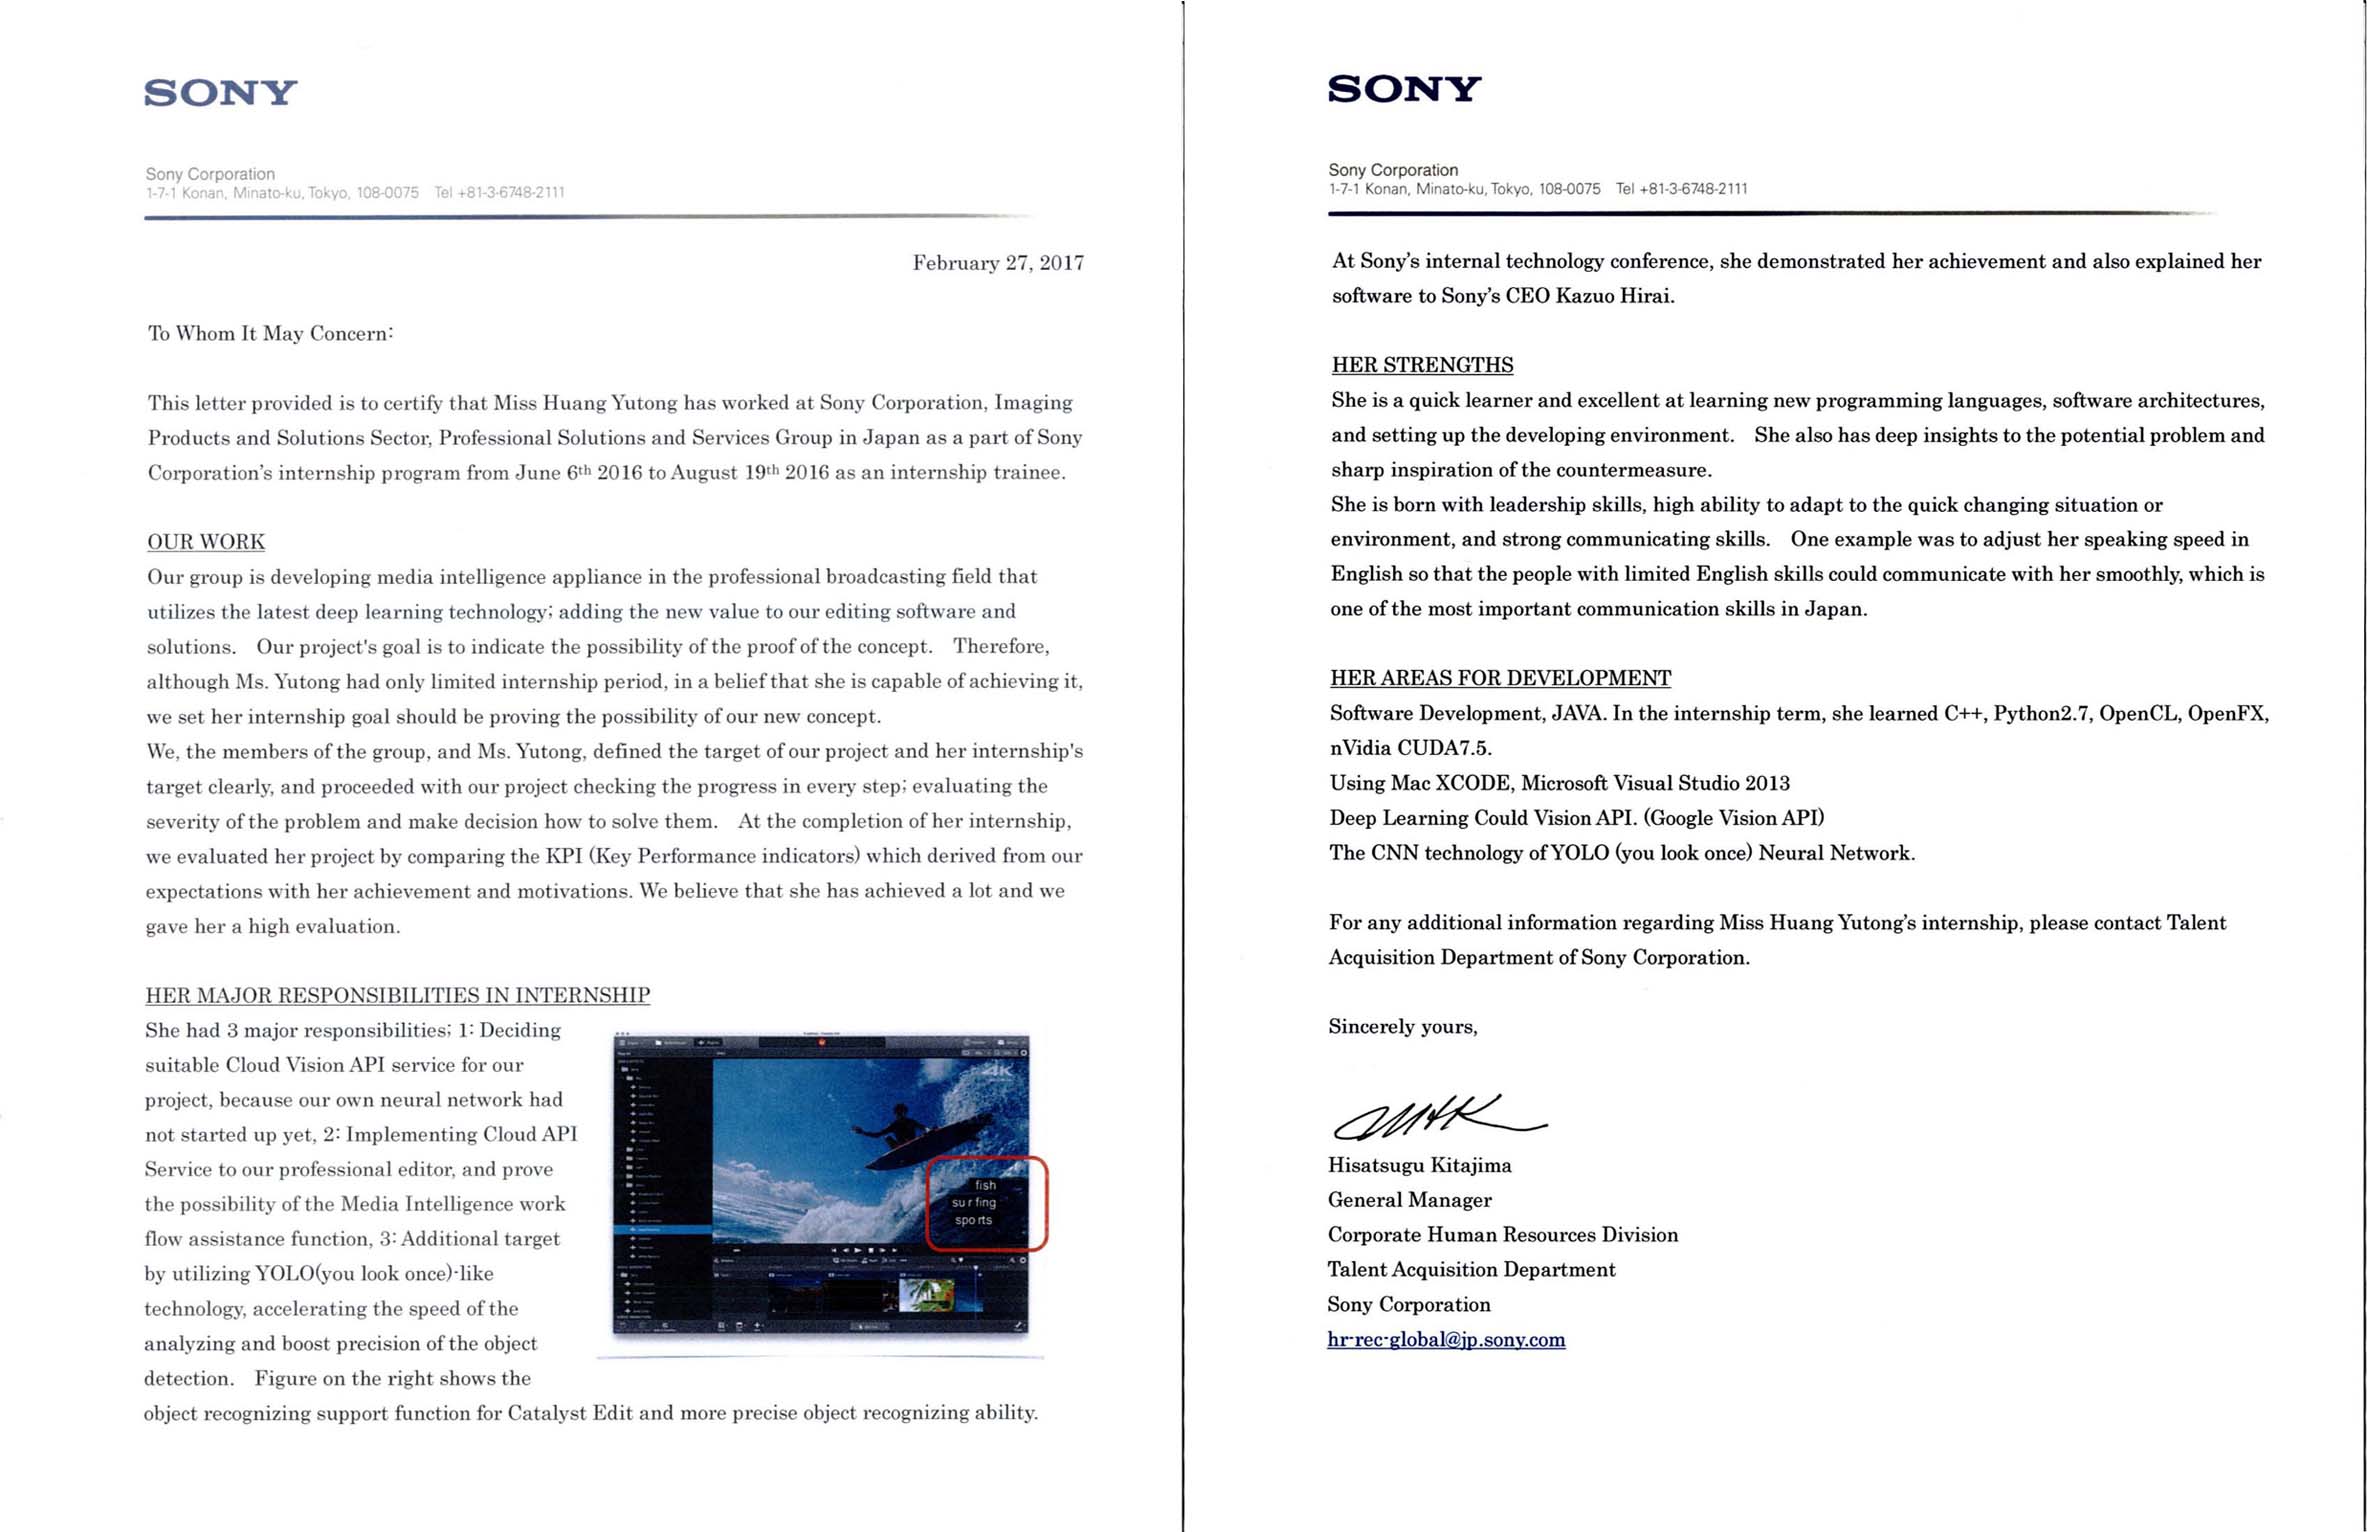 SONY
Sony Corporation
1-7-1 Konan, Minato-ku, Tokyo, 108-0075 Tel +81-3-6748-2111
February 27, 2017
To Whom It May Concern:
This letter provided is to certify that Miss Huang Yutong has worked at Sony Corporation, Imaging
Products and Solutions Sector, Professional Solutions and Services Group in Japan as a part of Sony
Corporation's internship program from June 6th 2016 to August 19th 2016 as an internship trainee.
OUR WORK
Our group is developing media intelligence appliance in the professional broadcasting field that
utilizes the latest deep learning technology; adding the new value to our editing software and
solutions. Our project's goal is to indicate the possibility of the proof of the concept. Therefore,
although Ms. Yutong had only limited internship period, in a belief that she is capable of achieving it,
we set her internship goal should be proving the possibility of our new concept.
We, the members of the group, and Ms. Yutong, defined the target of our project and her internship's
target clearly, and proceeded with our project checking the progress in every step; evaluating the
severity of the problem and make decision how to solve them. At the completion of her internship,
we evaluated her project by comparing the KPI (Key Performance indicators) which derived from our
expectations with her achievement and motivations. We believe that she has achieved a lot and we
gave her a high evaluation.
HER MAJOR RESPONSIBILITIES IN INTERNSHIP
She had 3 major responsibilities; 1: Deciding
suitable Cloud Vision API service for our
project, because our own neural network had
not started up yet, 2: Implementing Cloud API
Service to our professional editor, and prove
the possibility of the Media Intelligence work
flow assistance function, 3: Additional target
by utilizing YOLO(you look once)-like
technology, accelerating the speed of the
analyzing and boost precision of the object
detection. Figure on the right shows the
object recognizing support function for Catalyst Edit and more precise object recognizing ability.
4K
fish
surfing
sports
SONY
Sony Corporation
1-7-1 Konan, Minato-ku, Tokyo, 108-0075 Tel +81-3-6748-2111
At Sony's internal technology conference, she demonstrated her achievement and also explained her
software to Sony's CEO Kazuo Hirai.
HER STRENGTHS
She is a quick learner and excellent at learning new programming languages, software architectures,
and setting up the developing environment. She also has deep insights to the potential problem and
sharp inspiration of the countermeasure.
She is born with leadership skills, high ability to adapt to the quick changing situation or
environment, and strong communicating skills. One example was to adjust her speaking speed in
English so that the people with limited English skills could communicate with her smoothly, which is
one of the most important communication skills in Japan.
HER AREAS FOR DEVELOPMENT
Software Development, JAVA. In the internship term, she learned C++, Python2.7, OpenCL, OpenFX,
nVidia CUDA7.5.
Using Mac XCODE, Microsoft Visual Studio 2013
Deep Learning Could Vision API. (Google Vision API)
The CNN technology of YOLO (you look once) Neural Network.
For any additional information regarding Miss Huang Yutong's internship, please contact Talent
Acquisition Department of Sony Corporation.
Sincerely yours,
Hisatsugu Kitajima
General Manager
Corporate Human Resources Division
Talent Acquisition Department
Sony Corporation
hr-rec-global@jp.sony.com